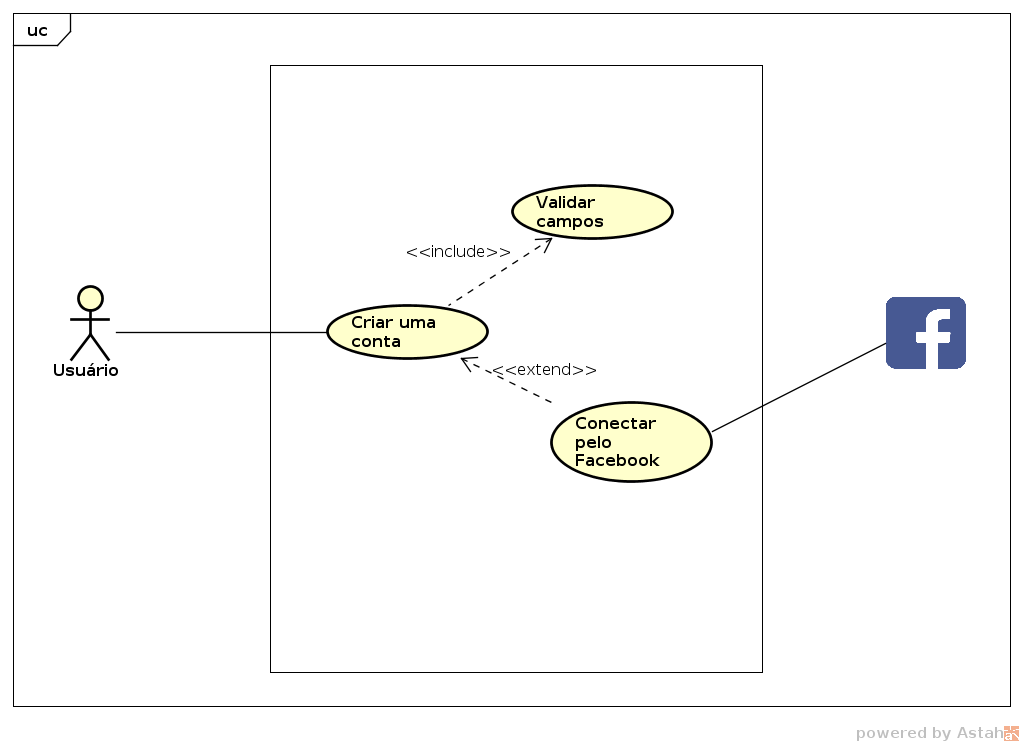 uc
Validar
campos
<<include>>
Criar uma
conta
Usuário
<<extend>>
Conectar
pelo
Facebook
f
powered by Astah